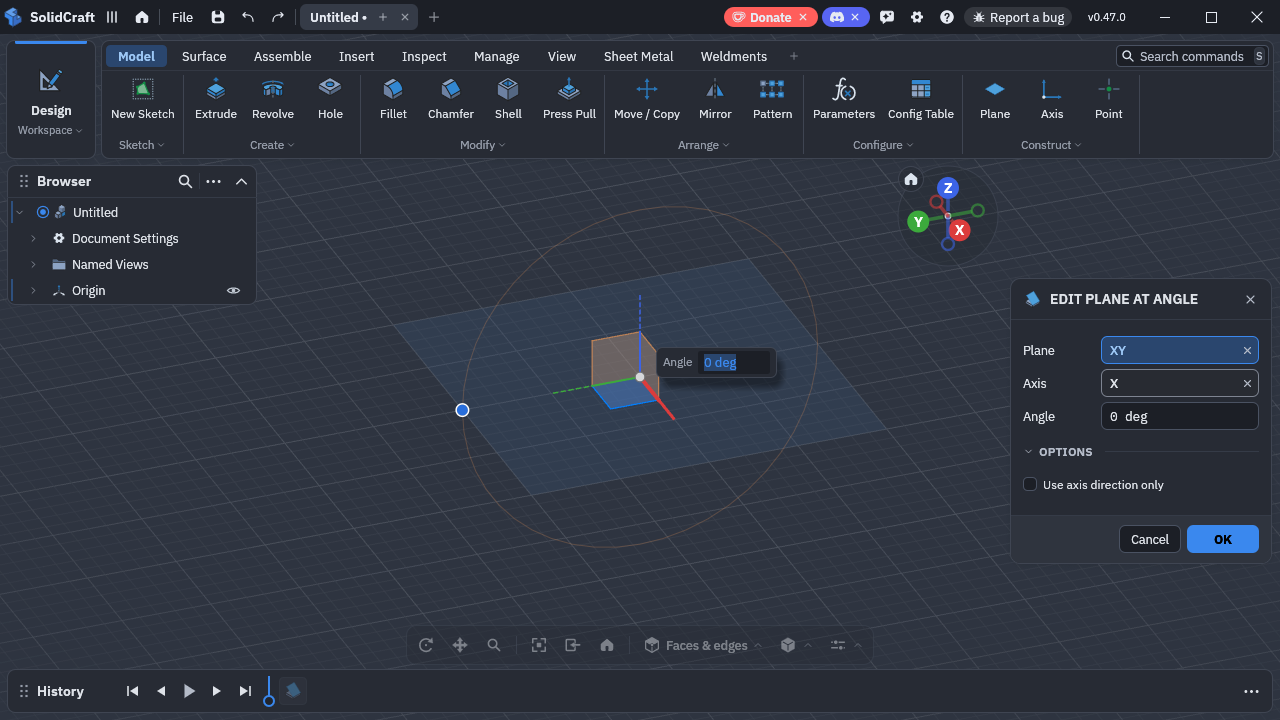 SolidCraft
File
Untitled •
Donate
Report a bug
v0.47.0
Design
Workspace
Model
Surface
Assemble
Insert
Inspect
Manage
View
Sheet Metal
Weldments
Search commands
S
New Sketch
Extrude
Revolve
Hole
Fillet
Chamfer
Shell
Press Pull
Move / Copy
Mirror
Pattern
Parameters
Config Table
Plane
Axis
Point
Sketch
Create
Modify
Arrange
Configure
Construct
Browser
Untitled
Document Settings
Named Views
Origin
Z
Y
X
Angle
0 deg
EDIT PLANE AT ANGLE
Plane
XY
Axis
X
Angle
0 deg
OPTIONS
Use axis direction only
Cancel
OK
Faces & edges
History